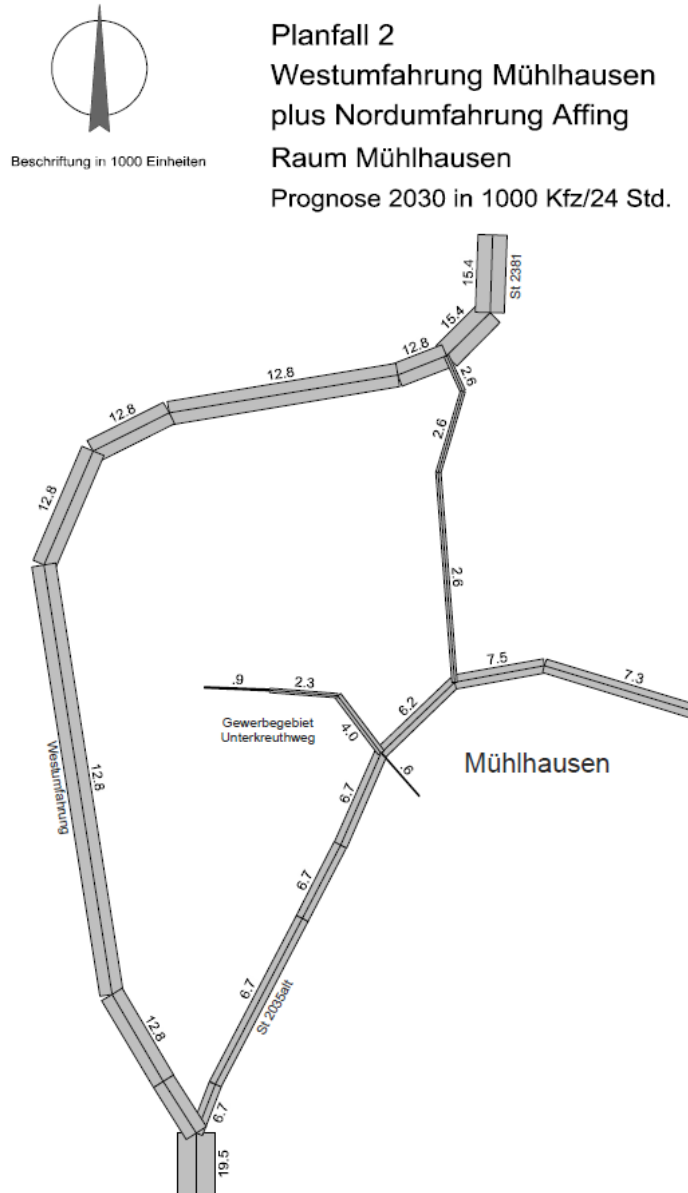 Planfall 2
Westumfahrung Mühlhausen
plus Nordumfahrung Affing
Raum Mühlhausen
Prognose 2030 in 1000 Kfz/24 Std.
Beschriftung in 1000 Einheiten
15.4
St 2381
15.4
12.8
2.6
12.8
12.8
2.6
12.8
2.6
7.5
7.3
.9
2.3
6.2
4.0
Gewerbegebiet
Unterkreuthweg
.6
Mühlhausen
Westumfahrung
12.8
6.7
6.7
6.7
St 2035alt
12.8
6.7
19.5